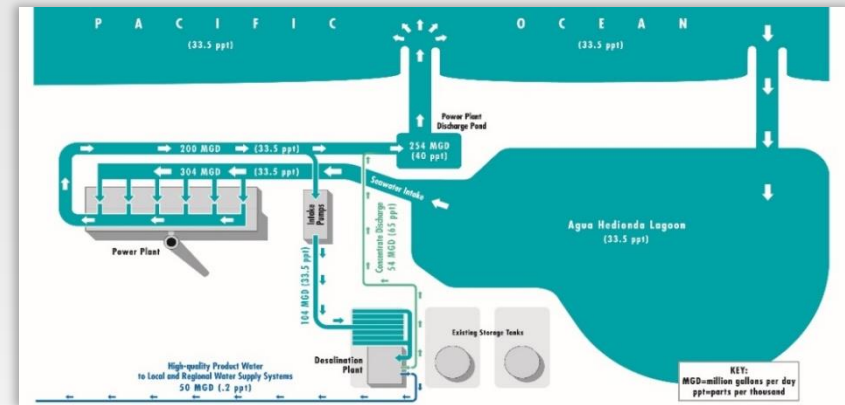 PACIFIC OCEAN
(33.5 ppt) (33.5 ppt)
Power Plant
Discharge Pond
200 MGD (33.5 ppt)
254 MGD
(40 ppt)
304 MGD (33.5 ppt)
Seawater Intake
Power Plant
Intake
Pumps
Concentrate Discharge
54 MGD (65 ppt)
104 MGD (33.5 ppt)
Agua Hedionda Lagoon
(33.5 ppt)
Desalination
Plant
Existing Storage Tanks
High-quality Product Water
to Local and Regional Water Supply Systems
50 MGD (.2 ppt)
KEY:
MGD=million gallons per day
ppt=parts per thousand